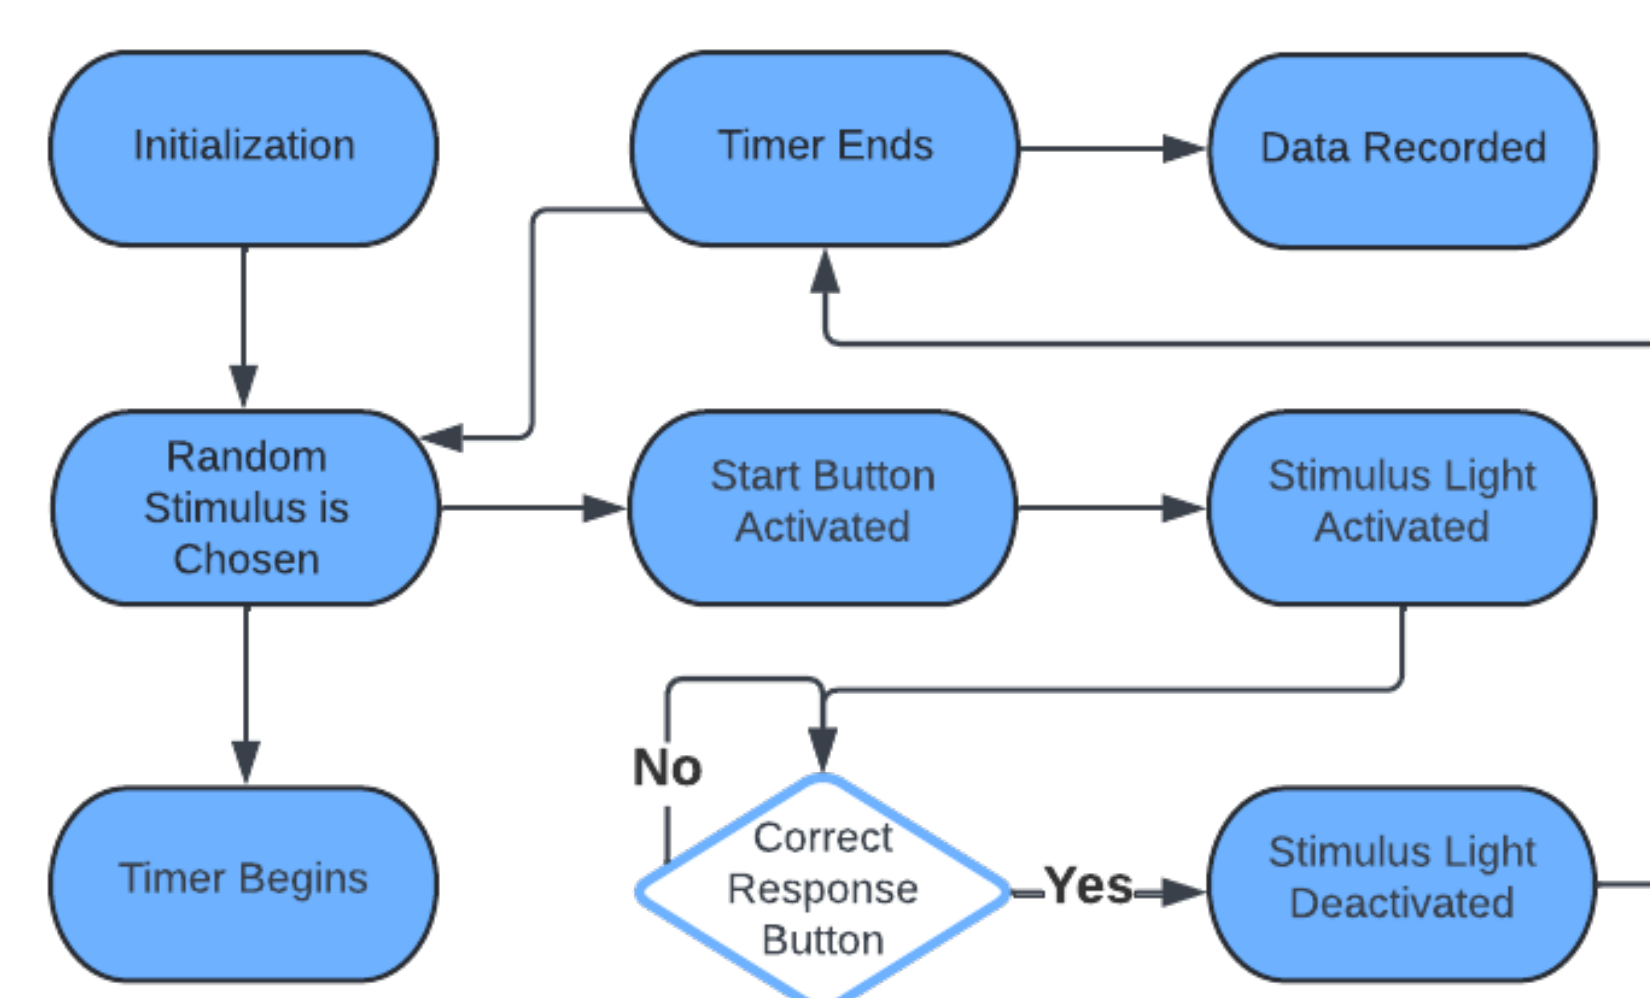 Initialization
Timer Ends
Data Recorded
Random
Stimulus is
Chosen
Start Button
Activated
Stimulus Light
Activated
No
Timer Begins
Correct
Response
Button
Yes
Stimulus Light
Deactivated